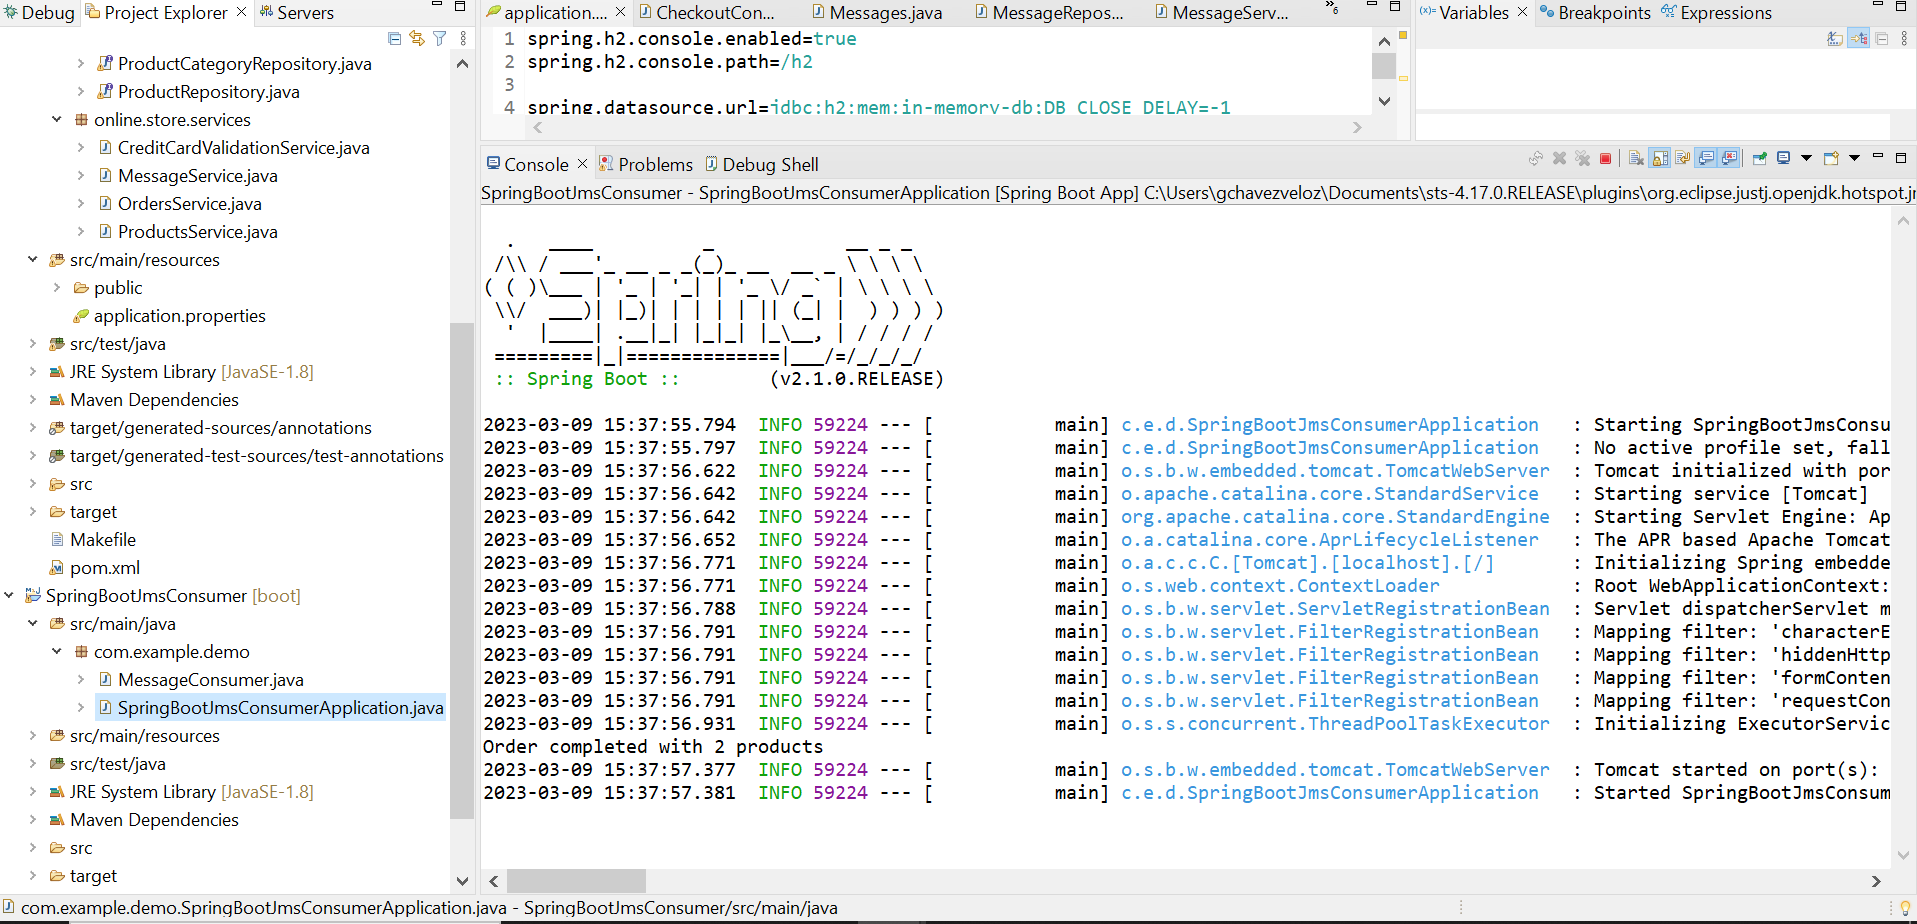 Debug
Project Explorer
Servers
ProductCategoryRepository.java
ProductRepository.java
online.store.services
CreditCardValidationService.java
MessageService.java
OrdersService.java
ProductsService.java
src/main/resources
public
application.properties
src/test/java
JRE System Library [JavaSE-1.8]
Maven Dependencies
target/generated-sources/annotations
target/generated-test-sources/test-annotations
src
target
Makefile
pom.xml
SpringBootJmsConsumer [boot]
src/main/java
com.example.demo
MessageConsumer.java
SpringBootJmsConsumerApplication.java
src/main/resources
src/test/java
JRE System Library [JavaSE-1.8]
Maven Dependencies
src
target
application....
CheckoutCon...
Messages.java
MessageRepos...
MessageServ...
6
1 spring.h2.console.enabled=true
2 spring.h2.console.path=/h2
3
4 spring.datasource.url=jdbc:h2:mem:in-memory-db:DB_CLOSE_DELAY=-1
Variables
Breakpoints
Expressions
Console
Problems
Debug Shell
SpringBootJmsConsumer - SpringBootJmsConsumerApplication [Spring Boot App] C:\Users\gchavezveloz\Documents\sts-4.17.0.RELEASE\plugins\org.eclipse.justj.openjdk.hotspot.jr
Spring
:: Spring Boot :: (v2.1.0.RELEASE)
2023-03-09 15:37:55.794 INFO 59224 --- [ main] c.e.d.SpringBootJmsConsumerApplication : Starting SpringBootJmsConsu
2023-03-09 15:37:55.797 INFO 59224 --- [ main] c.e.d.SpringBootJmsConsumerApplication : No active profile set, fall
2023-03-09 15:37:56.622 INFO 59224 --- [ main] o.s.b.w.embedded.tomcat.TomcatWebServer : Tomcat initialized with por
2023-03-09 15:37:56.642 INFO 59224 --- [ main] o.apache.catalina.core.StandardService : Starting service [Tomcat]
2023-03-09 15:37:56.642 INFO 59224 --- [ main] org.apache.catalina.core.StandardEngine : Starting Servlet Engine: Ap
2023-03-09 15:37:56.652 INFO 59224 --- [ main] o.a.catalina.core.AprLifecycleListener : The APR based Apache Tomcat
2023-03-09 15:37:56.771 INFO 59224 --- [ main] o.a.c.c.C.[Tomcat].[localhost].[/] : Initializing Spring embedde
2023-03-09 15:37:56.771 INFO 59224 --- [ main] o.s.web.context.ContextLoader : Root WebApplicationContext:
2023-03-09 15:37:56.788 INFO 59224 --- [ main] o.s.b.w.servlet.ServletRegistrationBean : Servlet dispatcherServlet m
2023-03-09 15:37:56.791 INFO 59224 --- [ main] o.s.b.w.servlet.FilterRegistrationBean : Mapping filter: 'characterE
2023-03-09 15:37:56.791 INFO 59224 --- [ main] o.s.b.w.servlet.FilterRegistrationBean : Mapping filter: 'hiddenHttp
2023-03-09 15:37:56.791 INFO 59224 --- [ main] o.s.b.w.servlet.FilterRegistrationBean : Mapping filter: 'formConten
2023-03-09 15:37:56.791 INFO 59224 --- [ main] o.s.b.w.servlet.FilterRegistrationBean : Mapping filter: 'requestCon
2023-03-09 15:37:56.931 INFO 59224 --- [ main] o.s.s.concurrent.ThreadPoolTaskExecutor : Initializing ExecutorServic
Order completed with 2 products
2023-03-09 15:37:57.377 INFO 59224 --- [ main] o.s.b.w.embedded.tomcat.TomcatWebServer : Tomcat started on port(s):
2023-03-09 15:37:57.381 INFO 59224 --- [ main] c.e.d.SpringBootJmsConsumerApplication : Started SpringBootJmsConsum
com.example.demo.SpringBootJmsConsumerApplication.java - SpringBootJmsConsumer/src/main/java